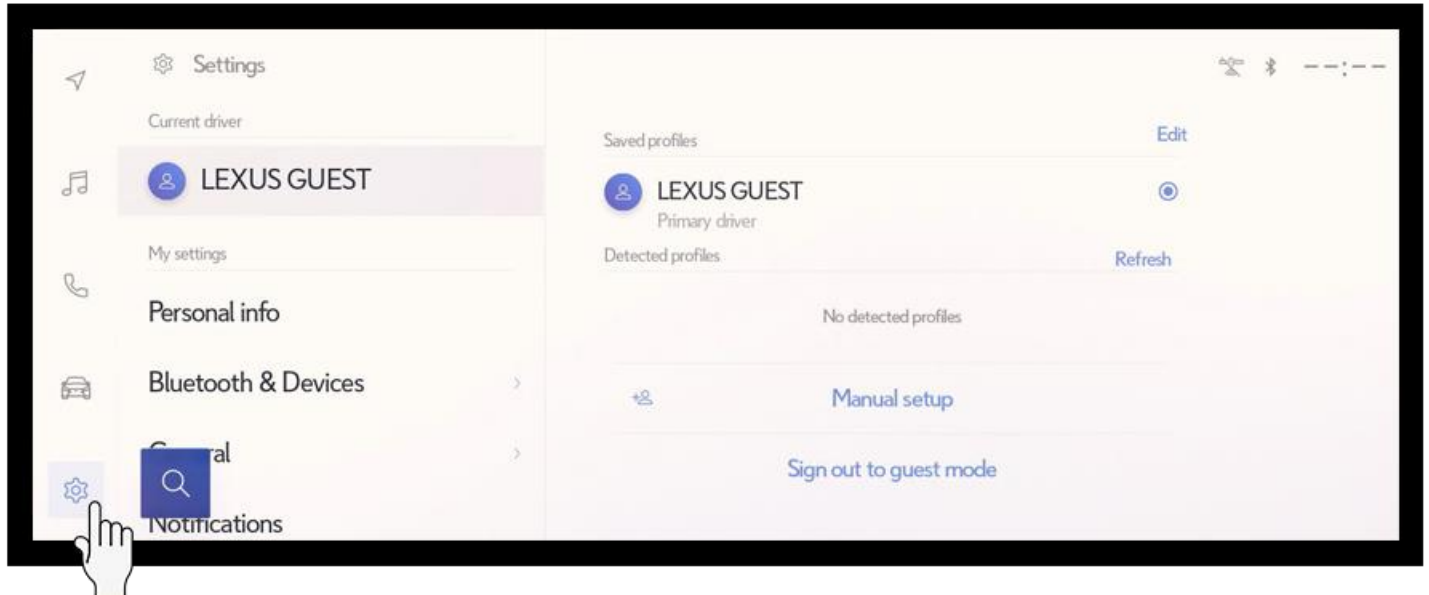 Settings
--:--
Current driver
LEXUS GUEST
My settings
Personal info
Bluetooth & Devices
Notifications
Saved profiles
Edit
LEXUS GUEST
Primary driver
Detected profiles
Refresh
No detected profiles
Manual setup
Sign out to guest mode